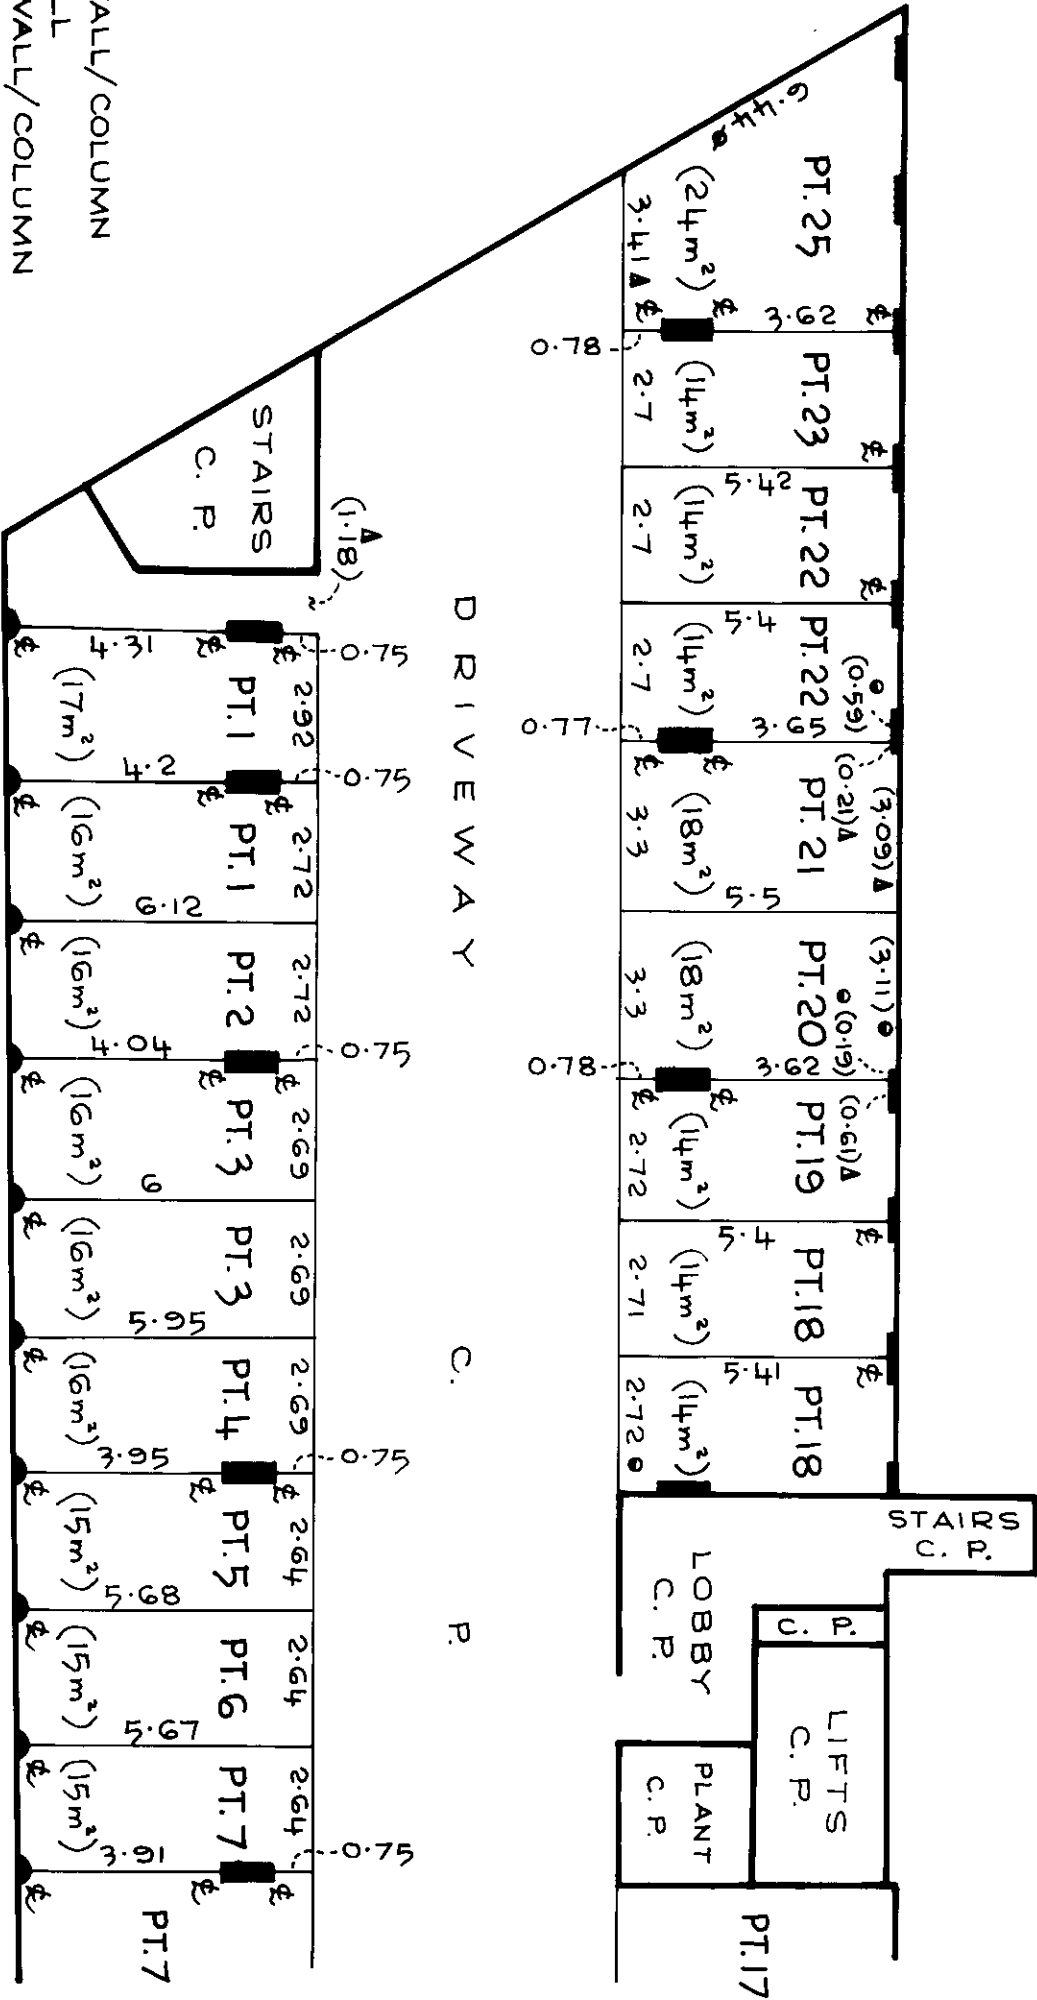 6.44
PT.25
(24m²)
3.41
℄
℄
3.62
℄
0.78
PT.23
(14m²)
2.7
℄
5.42
PT.22
(14m²)
2.7
℄
5.4
PT.22
(14m²)
2.7
(0.59)
3.65
0.77
℄
℄
(0.21)
(3.09)
PT.21
(18m²)
3.3
5.5
(3.11)
PT.20
(0.19)
(18m²)
3.3
3.62
0.78
℄
℄
(0.61)
PT.19
(14m²)
2.72
℄
5.4
PT.18
(14m²)
2.71
℄
5.41
PT.18
(14m²)
2.72
STAIRS
C. P.
LOBBY
C. P.
C. P.
LIFTS
C. P.
PLANT
C. P.
PT.17
DRIVEWAY C. P.
STAIRS
C. P.
(1.18)
0.75
℄
℄
4.31
℄
2.92
PT.1
(17m²)
0.75
℄
℄
4.2
℄
2.72
PT.1
(16m²)
6.12
℄
2.72
PT.2
(16m²)
0.75
℄
℄
4.04
℄
2.69
PT.3
(16m²)
6
℄
2.69
PT.3
(16m²)
5.95
℄
2.69
PT.4
(16m²)
0.75
℄
℄
3.95
℄
2.64
PT.5
(15m²)
5.68
℄
2.64
PT.6
(15m²)
5.67
℄
2.64
PT.7
(15m²)
0.75
℄
℄
3.91
℄
PT.7
ALL/COLUMN
LL
WALL/COLUMN